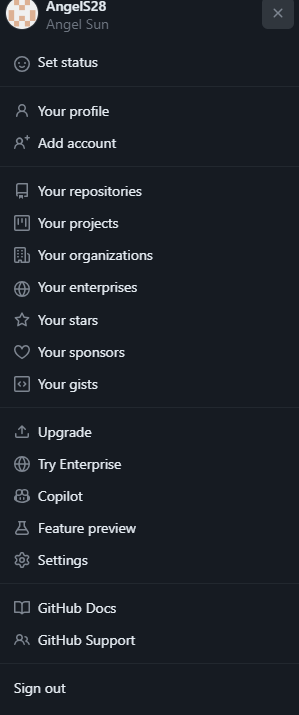 AngelS28
Angel Sun
Set status
Your profile
Add account
Your repositories
Your projects
Your organizations
Your enterprises
Your stars
Your sponsors
Your gists
Upgrade
Try Enterprise
Copilot
Feature preview
Settings
GitHub Docs
GitHub Support
Sign out